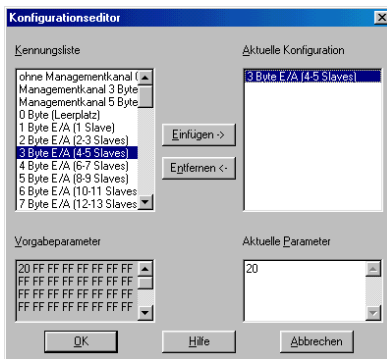 Konfigurationseditor
Kennungsliste
ohne Managementkanal
Managementkanal 3 Byte
Managementkanal 5 Byte
0 Byte (Leerplatz)
1 Byte E/A (1 Slave)
2 Byte E/A (2-3 Slaves)
3 Byte E/A (4-5 Slaves)
4 Byte E/A (6-7 Slaves)
5 Byte E/A (8-9 Slaves)
6 Byte E/A (10-11 Slaves
7 Byte E/A (12-13 Slaves
Einfügen ->
Entfernen <-
Aktuelle Konfiguration
3 Byte E/A (4-5 Slaves)
Vorgabeparameter
20 FF FF FF FF FF FF FF
FF FF FF FF FF FF FF FF
FF FF FF FF FF FF FF FF
FF FF FF FF FF FF FF FF
Aktuelle Parameter
20
OK
Hilfe
Abbrechen